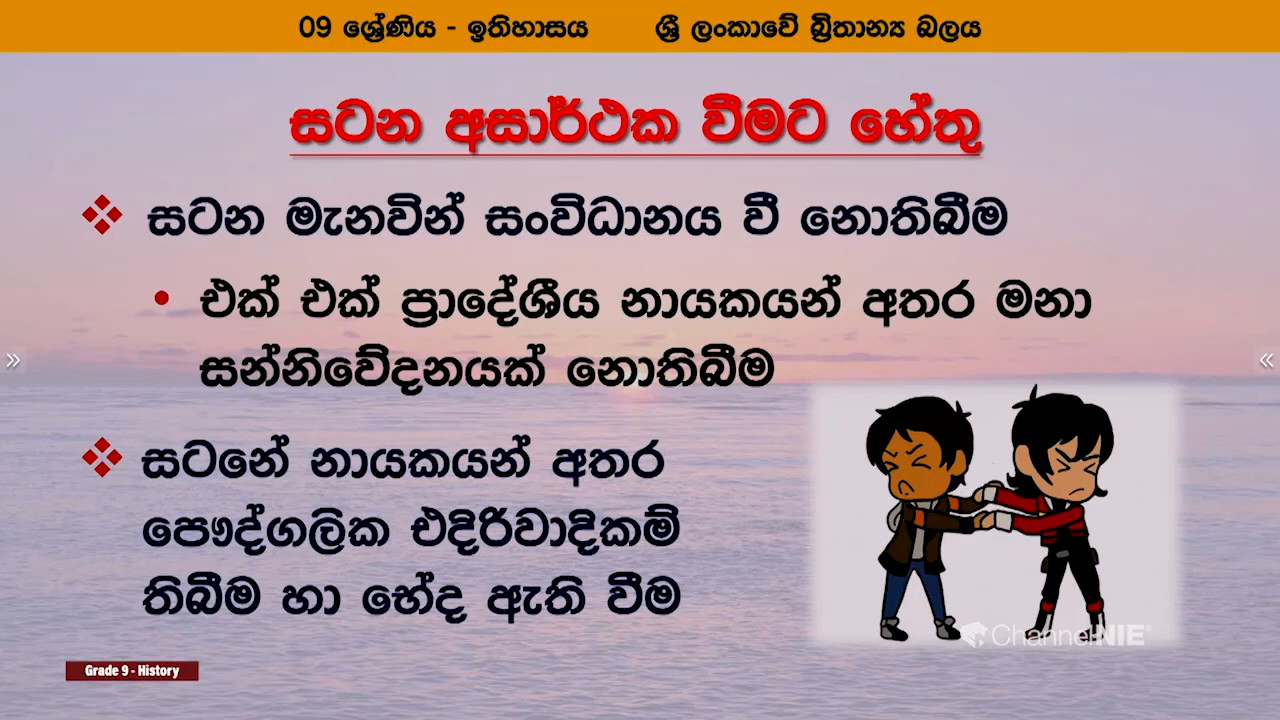 09 ශ්‍රේණිය - ඉතිහාසය ශ්‍රී ලංකාවේ බ්‍රිතාන්‍ය බලය
සටන අසාර්ථක වීමට හේතු
සටන මැනවින් සංවිධානය වී නොතිබීම
එක් එක් ප්‍රාදේශීය නායකයන් අතර මනා
සන්නිවේදනයක් නොතිබීම
සටනේ නායකයන් අතර
පෞද්ගලික එදිරිවාදිකම්
තිබීම හා භේද ඇති වීම
ChannelNIE
Grade 9 - History